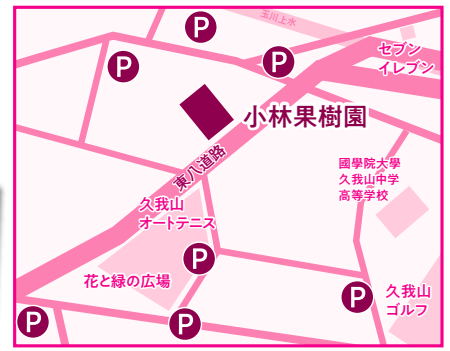 玉川上水
P
P
P
セブン
イレブン
小林果樹園
東八道路
國學院大學
久我山中学
高等学校
久我山
オートテニス
P
花と緑の広場
P
久我山
ゴルフ
P
P